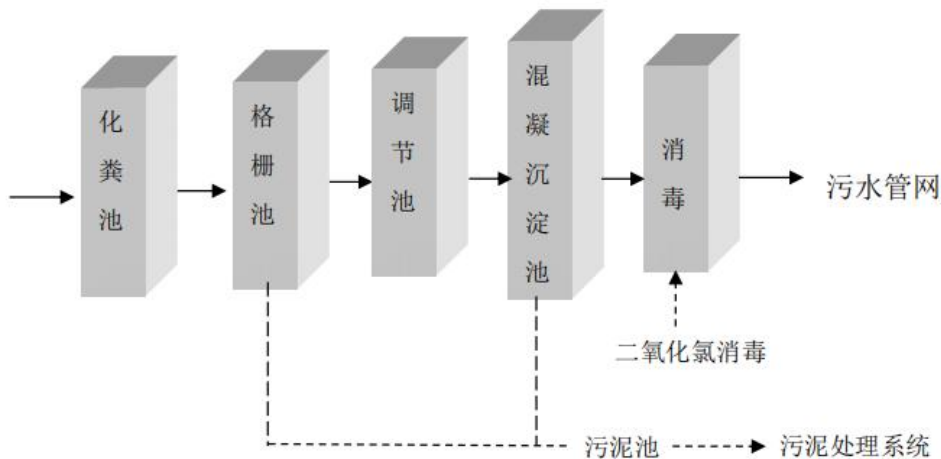 化粪池
格栅池
调节池
混凝沉淀池
消毒
污水管网
二氧化氯消毒
污泥池
污泥处理系统